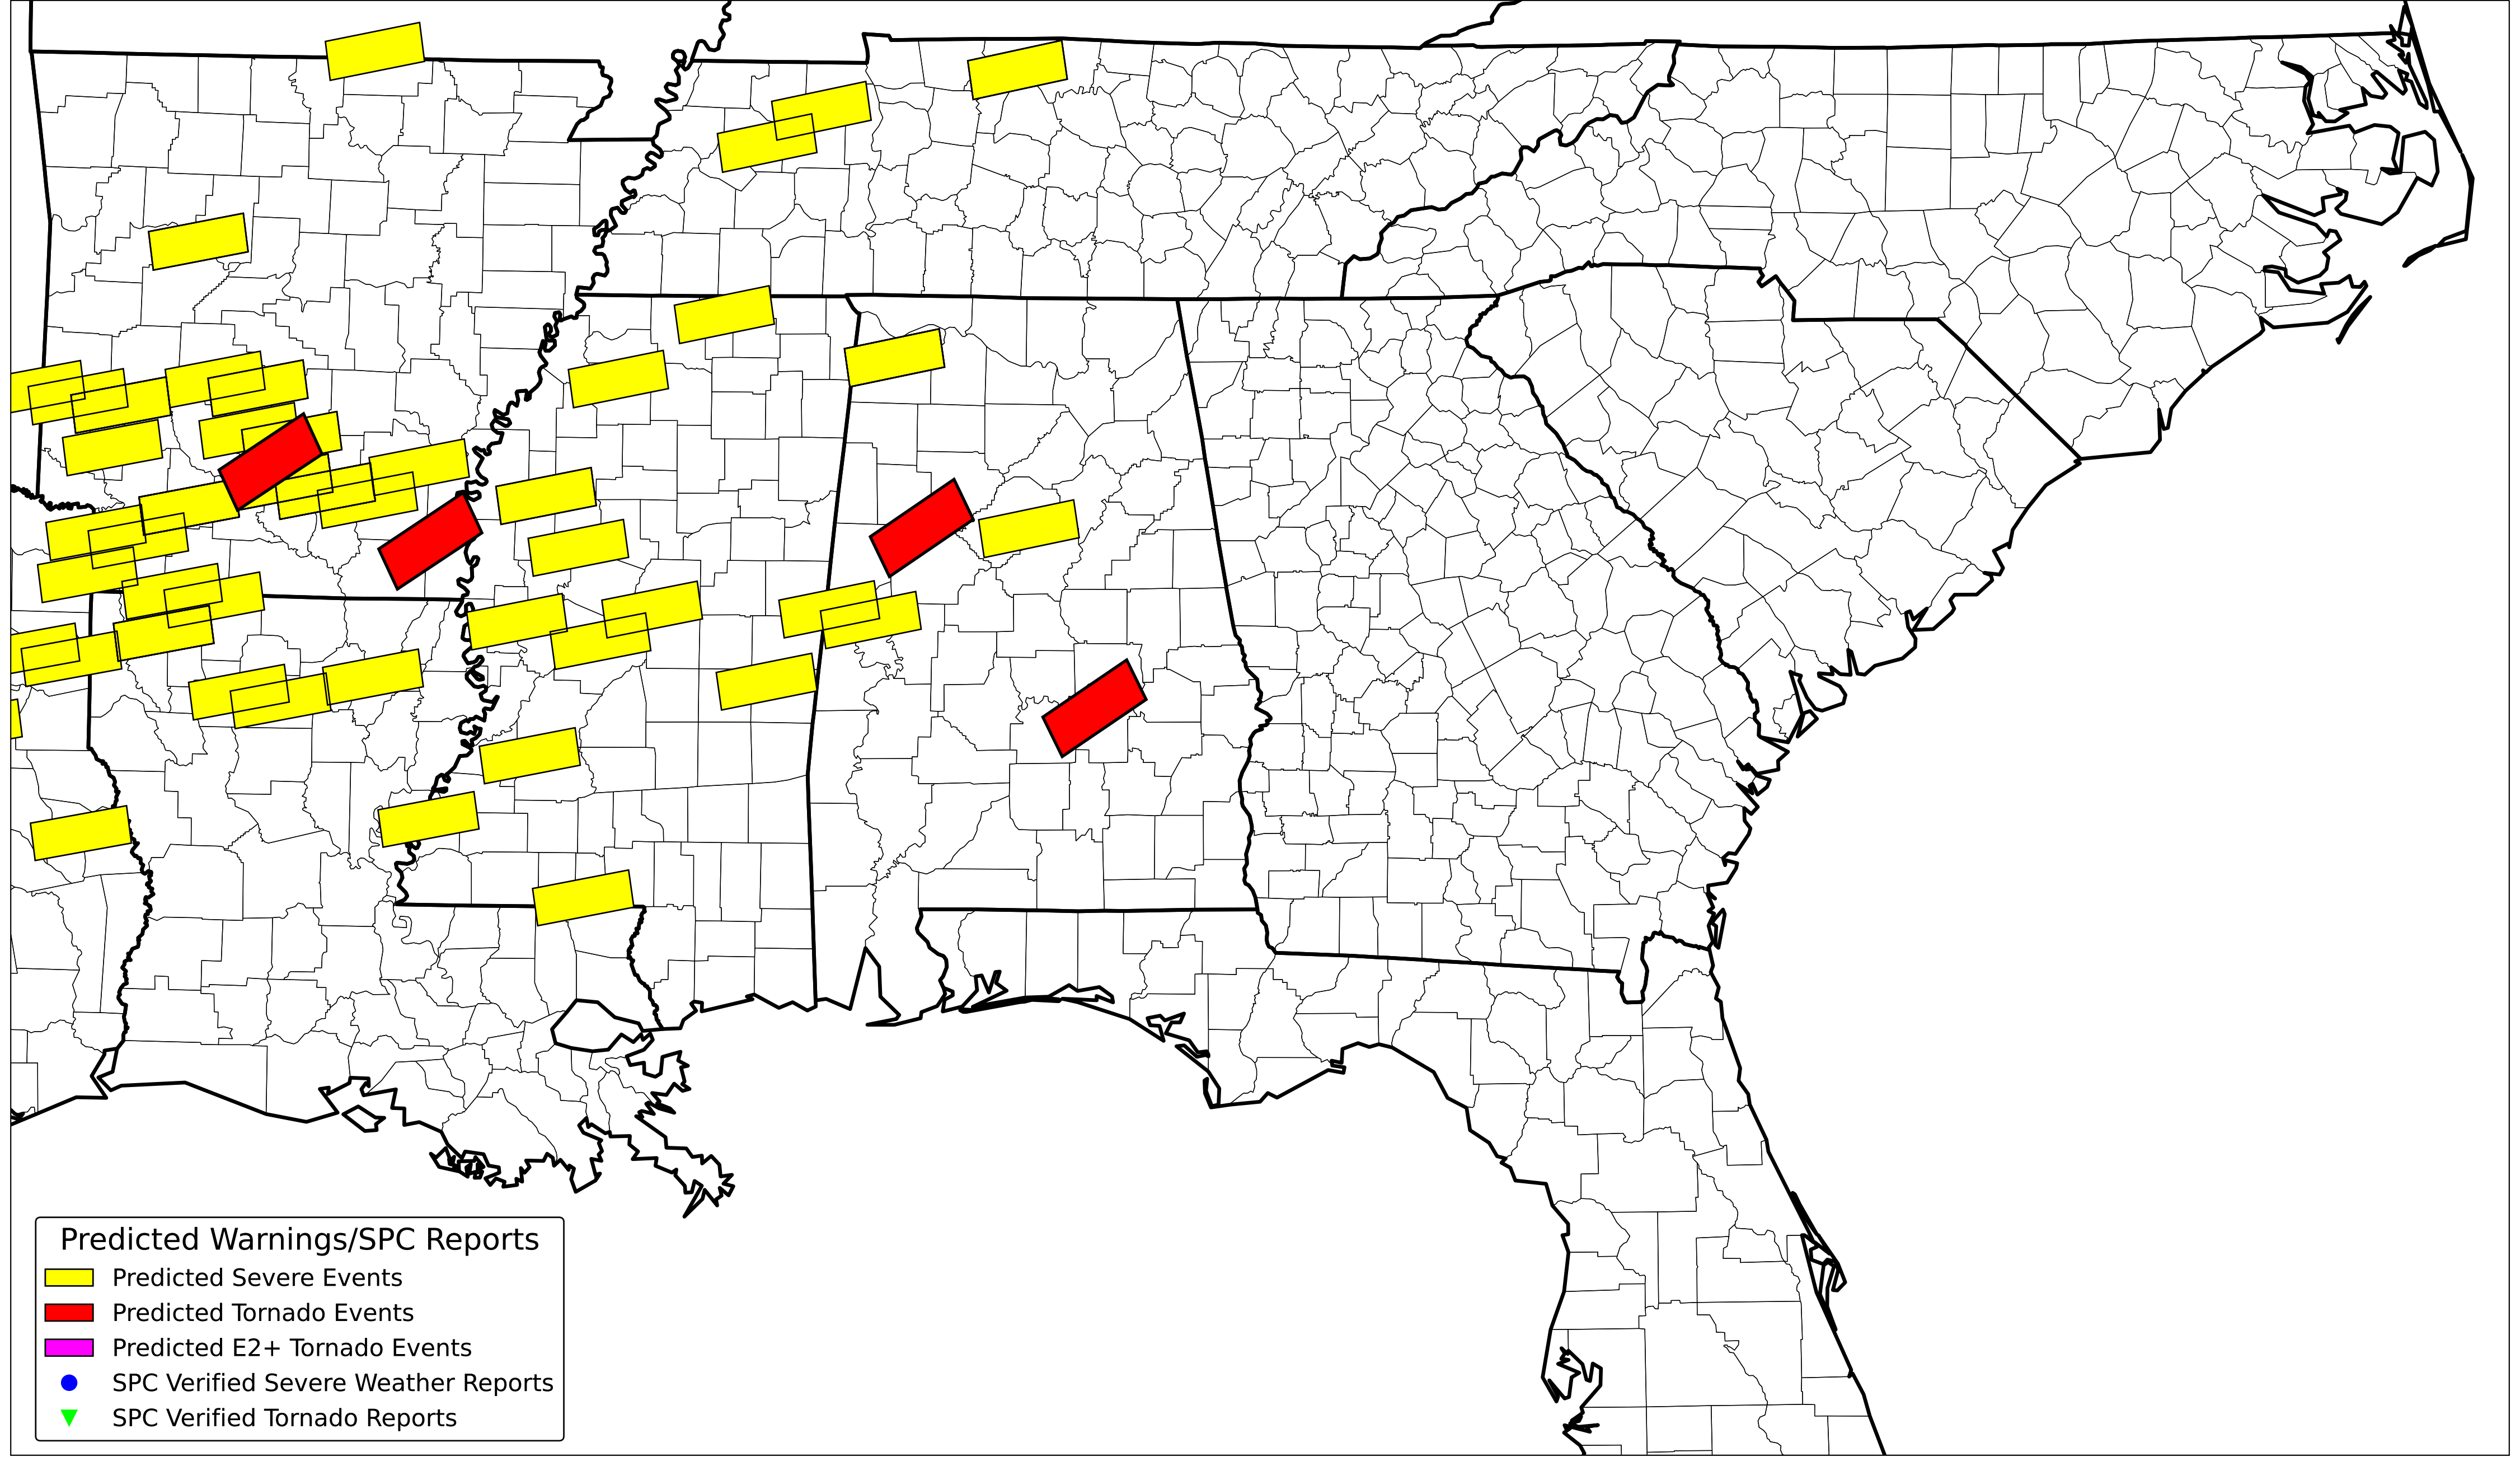 Predicted Warnings/SPC Reports
Predicted Severe Events
Predicted Tornado Events
Predicted E2+ Tornado Events
SPC Verified Severe Weather Reports
SPC Verified Tornado Reports